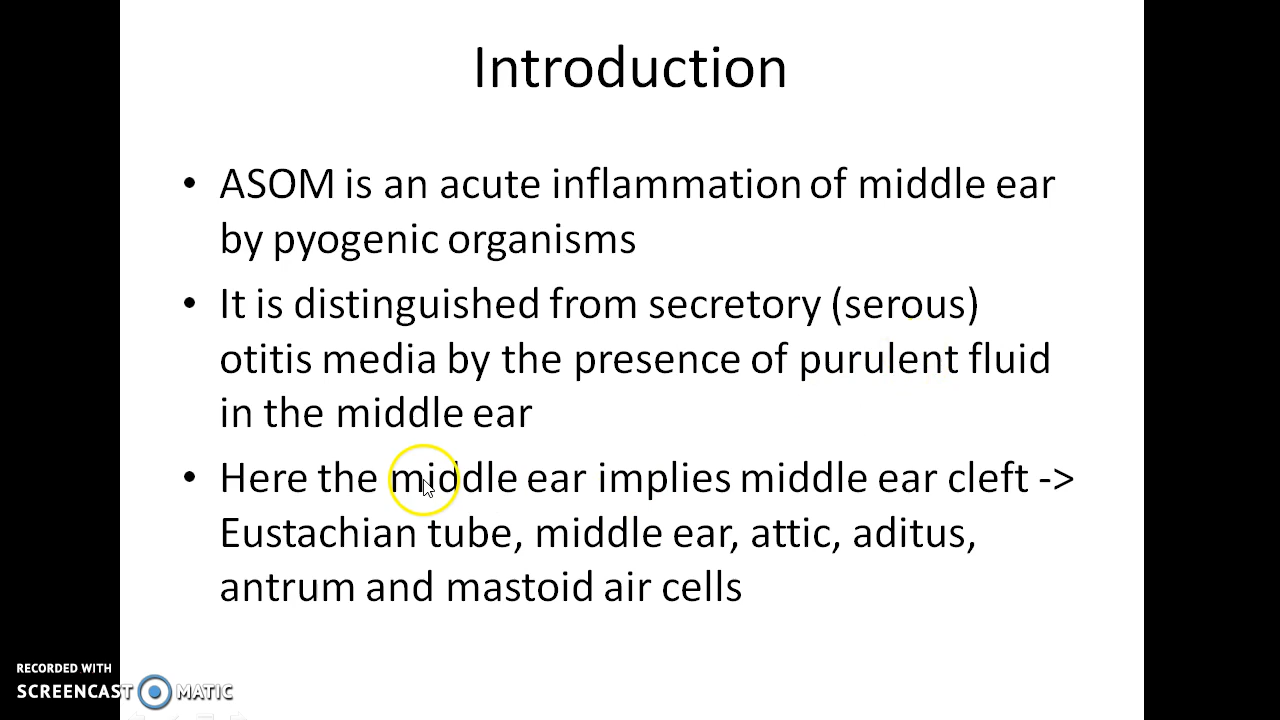 Introduction
• ASOM is an acute inflammation of middle ear
by pyogenic organisms
• It is distinguished from secretory (serous)
otitis media by the presence of purulent fluid
in the middle ear
• Here the middle ear implies middle ear cleft ->
Eustachian tube, middle ear, attic, aditus,
antrum and mastoid air cells
RECORDED WITH
SCREENCAST MATIC